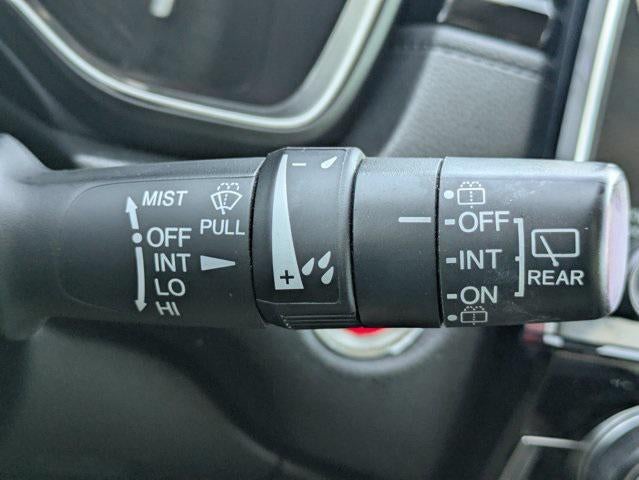 MIST
OFF
INT
LO
HI
PULL
-
+
OFF
INT
ON
REAR